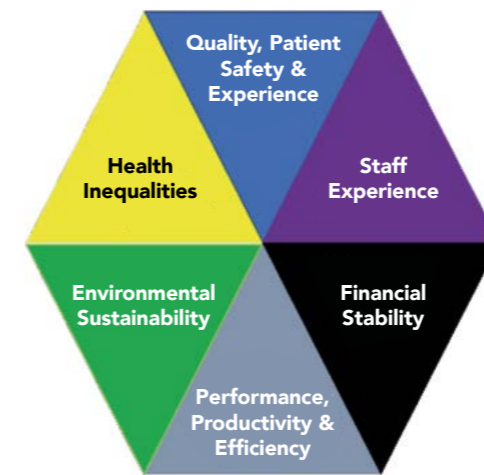 Quality, Patient
Safety &
Experience
Health
Inequalities
Staff
Experience
Environmental
Sustainability
Financial
Stability
Performance,
Productivity &
Efficiency